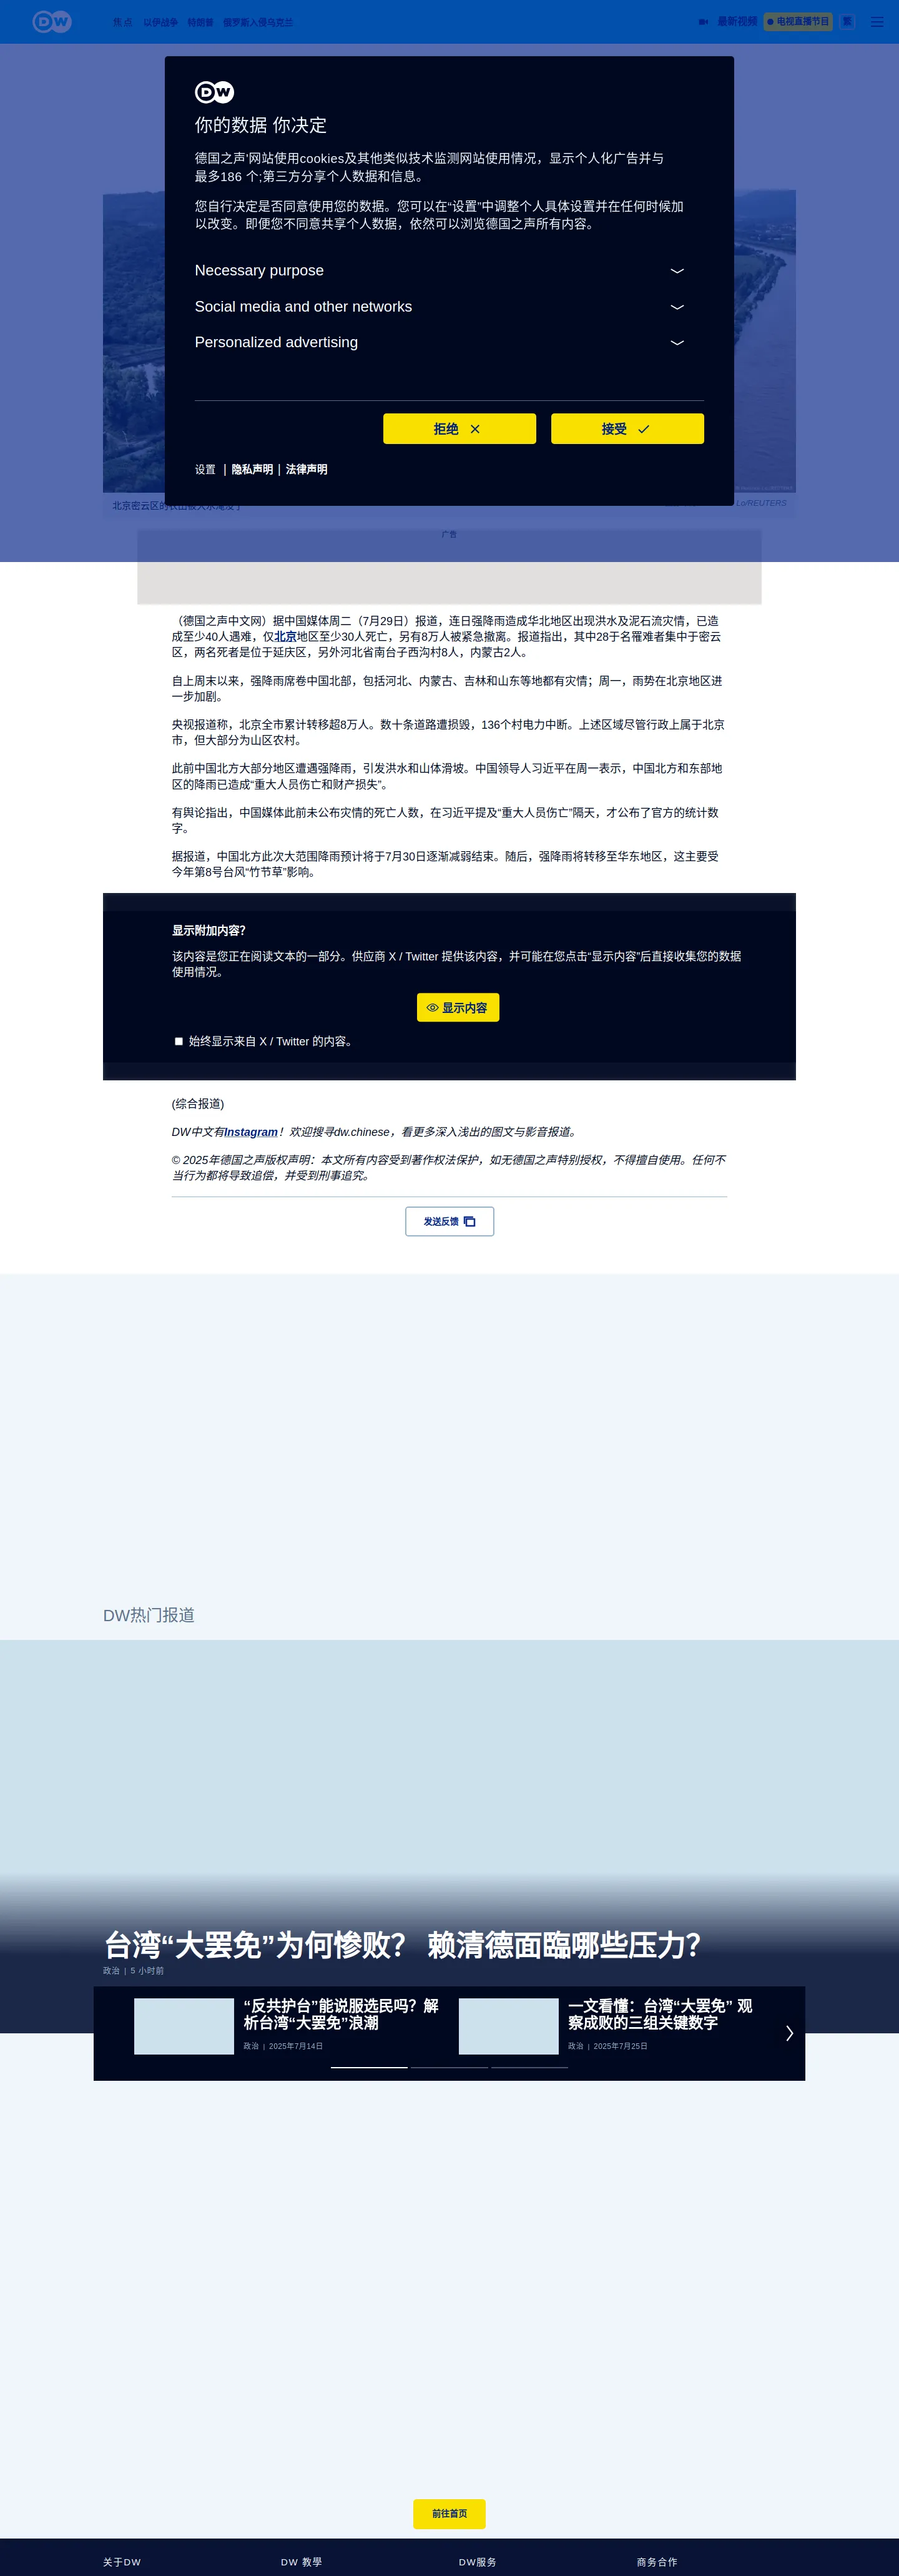 DW
焦点 以伊战争 特朗普 俄罗斯入侵乌克兰
最新视频 电视直播节目 繁
DW
你的数据 你决定
德国之声'网站使用cookies及其他类似技术监测网站使用情况，显示个人化广告并与
最多186 个;第三方分享个人数据和信息。
您自行决定是否同意使用您的数据。您可以在“设置”中调整个人具体设置并在任何时候加
以改变。即便您不同意共享个人数据，依然可以浏览德国之声所有内容。
Necessary purpose
Social media and other networks
Personalized advertising
拒绝 接受
设置 | 隐私声明 | 法律声明
北京密云区的
Lo/REUTERS
广告
（德国之声中文网）据中国媒体周二（7月29日）报道，连日强降雨造成华北地区出现洪水及泥石流灾情，已造
成至少40人遇难，仅北京地区至少30人死亡，另有8万人被紧急撤离。报道指出，其中28于名罹难者集中于密云
区，两名死者是位于延庆区，另外河北省南台子西沟村8人，内蒙古2人。
自上周末以来，强降雨席卷中国北部，包括河北、内蒙古、吉林和山东等地都有灾情；周一，雨势在北京地区进
一步加剧。
央视报道称，北京全市累计转移超8万人。数十条道路遭损毁，136个村电力中断。上述区域尽管行政上属于北京
市，但大部分为山区农村。
此前中国北方大部分地区遭遇强降雨，引发洪水和山体滑坡。中国领导人习近平在周一表示，中国北方和东部地
区的降雨已造成“重大人员伤亡和财产损失”。
有舆论指出，中国媒体此前未公布灾情的死亡人数，在习近平提及“重大人员伤亡”隔天，才公布了官方的统计数
字。
据报道，中国北方此次大范围降雨预计将于7月30日逐渐减弱结束。随后，强降雨将转移至华东地区，这主要受
今年第8号台风“竹节草”影响。
显示附加内容？
该内容是您正在阅读文本的一部分。供应商 X / Twitter 提供该内容，并可能在您点击“显示内容”后直接收集您的数据
使用情况。
显示内容
始终显示来自 X / Twitter 的内容。
(综合报道)
DW中文有Instagram！欢迎搜寻dw.chinese，看更多深入浅出的图文与影音报道。
© 2025年德国之声版权声明：本文所有内容受到著作权法保护，如无德国之声特别授权，不得擅自使用。任何不
当行为都将导致追偿，并受到刑事追究。
发送反馈
DW热门报道
台湾“大罢免”为何惨败？ 赖清德面臨哪些压力？
政治 | 5 小时前
“反共护台”能说服选民吗？解
析台湾“大罢免”浪潮
政治 | 2025年7月14日
一文看懂：台湾“大罢免” 观
察成败的三组关键数字
政治 | 2025年7月25日
前往首页
关于DW DW 教學 DW服务 商务合作